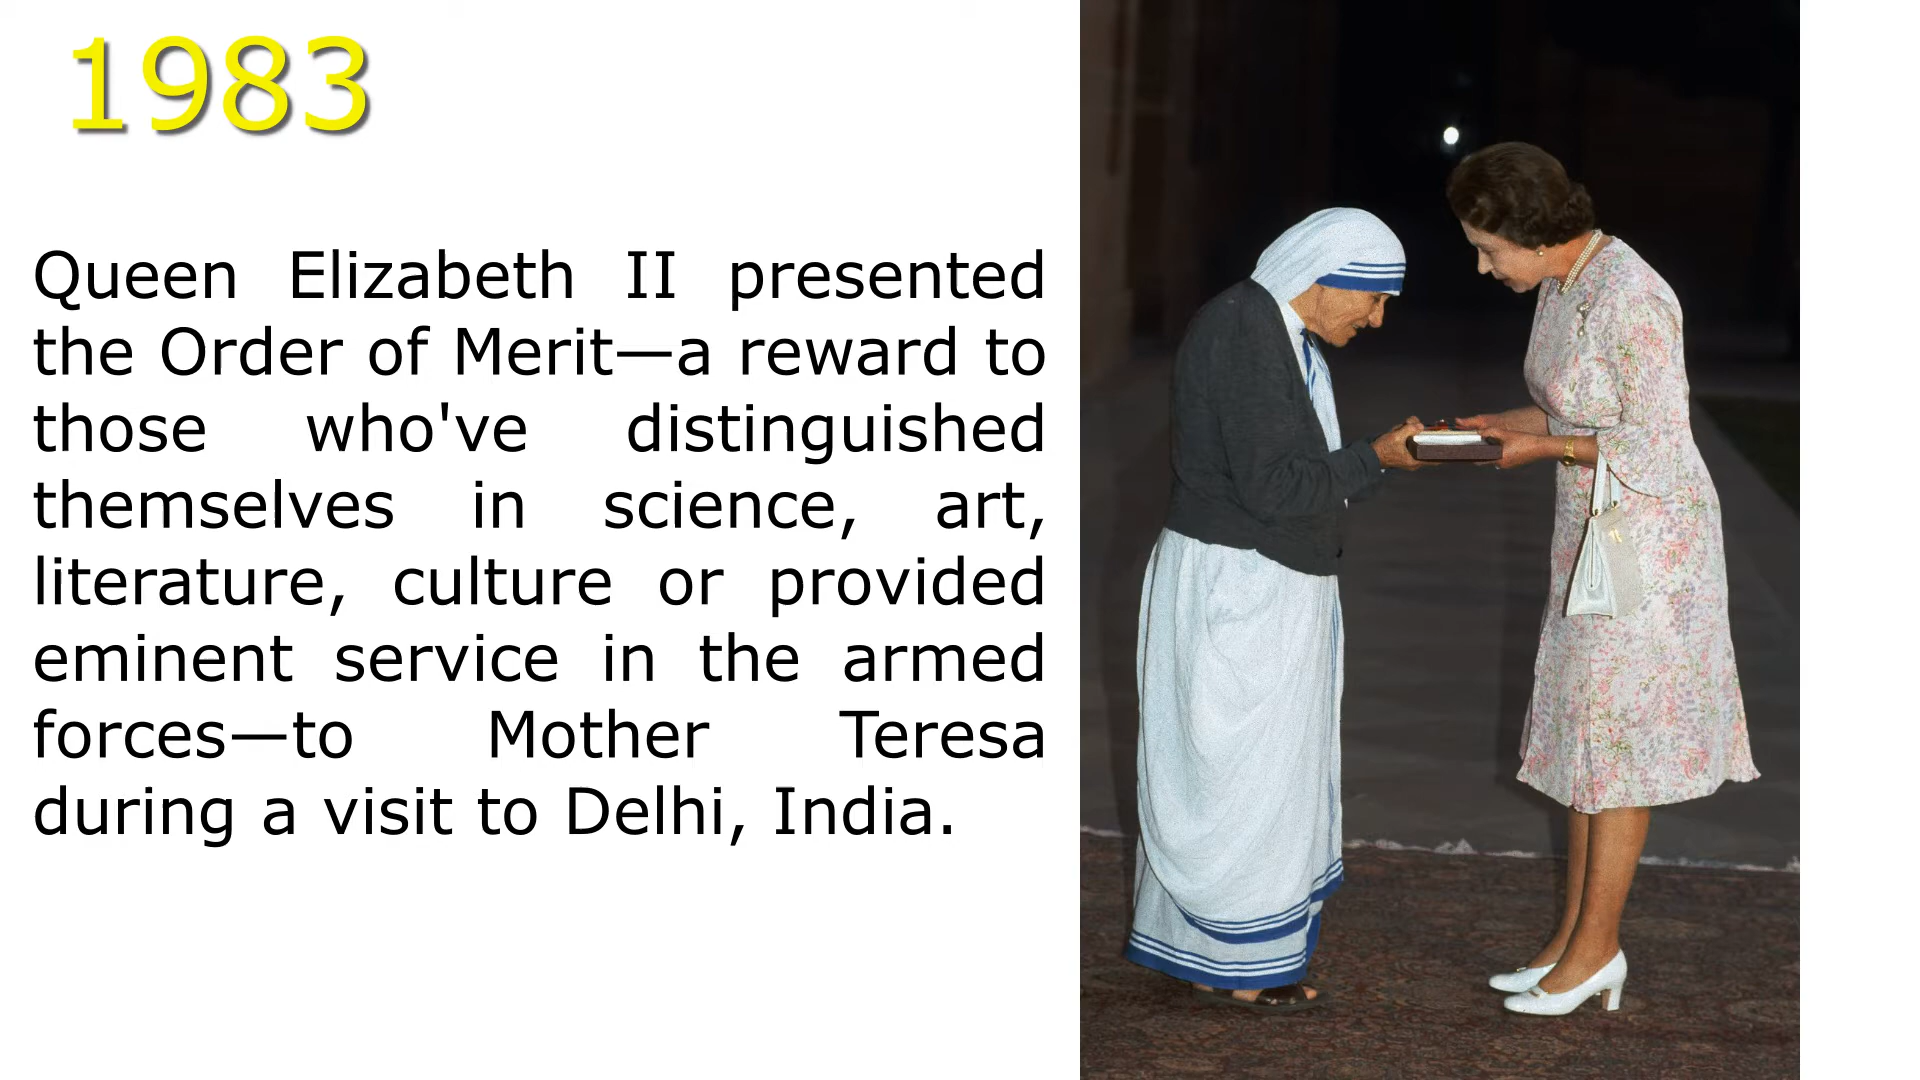 1983
Queen Elizabeth II presented
the Order of Merit—a reward to
those who've distinguished
themselves in science, art,
literature, culture or provided
eminent service in the armed
forces—to Mother Teresa
during a visit to Delhi, India.